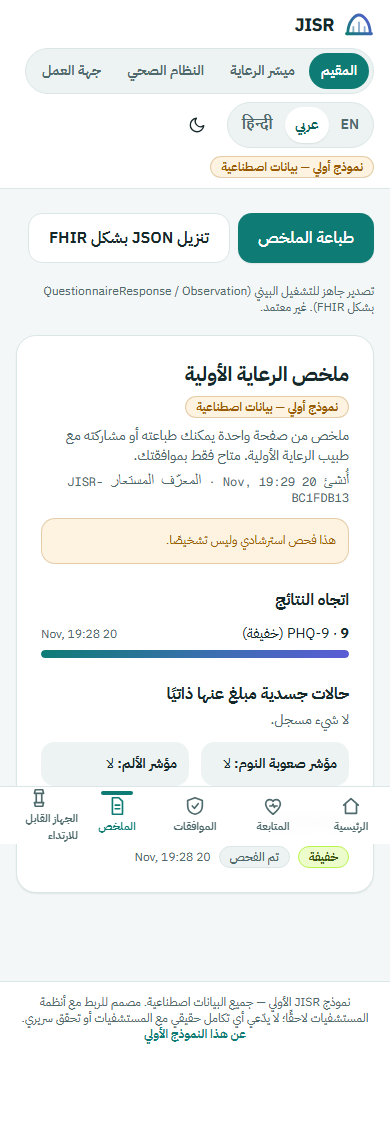 JISR
المقيم
ميسّر الرعاية
النظام الصحي
جهة العمل
EN
عربي
हिन्दी
نموذج أولي — بيانات اصطناعية
طباعة الملخص
تنزيل JSON بشكل FHIR
تصدير جاهز للتشغيل البيني (QuestionnaireResponse / Observation
بشكل FHIR). غير معتمد.
ملخص الرعاية الأولية
نموذج أولي — بيانات اصطناعية
ملخص من صفحة واحدة يمكنك طباعته أو مشاركته مع
طبيب الرعاية الأولية. متاح فقط بموافقتك.
أُنشئ 20 Nov, 19:29 · المعرّف المستعار JISR-
BC1FDB13
هذا فحص استرشادي وليس تشخيصًا.
اتجاه النتائج
PHQ-9 · 9 (خفيفة)
20 Nov, 19:28
حالات جسدية مبلغ عنها ذاتيًا
لا شيء مسجل.
مؤشر صعوبة النوم: لا
مؤشر الألم: لا
الرئيسية
المتابعة
الموافقات
الملخص
الجهاز القابل
للارتداء
خفيفة
تم الفحص
20 Nov, 19:28
نموذج JISR الأولي — جميع البيانات اصطناعية. مصمم للربط مع أنظمة
المستشفيات لاحقًا؛ لا يدّعي أي تكامل حقيقي مع المستشفيات أو تحقق سريري.
عن هذا النموذج الأولي